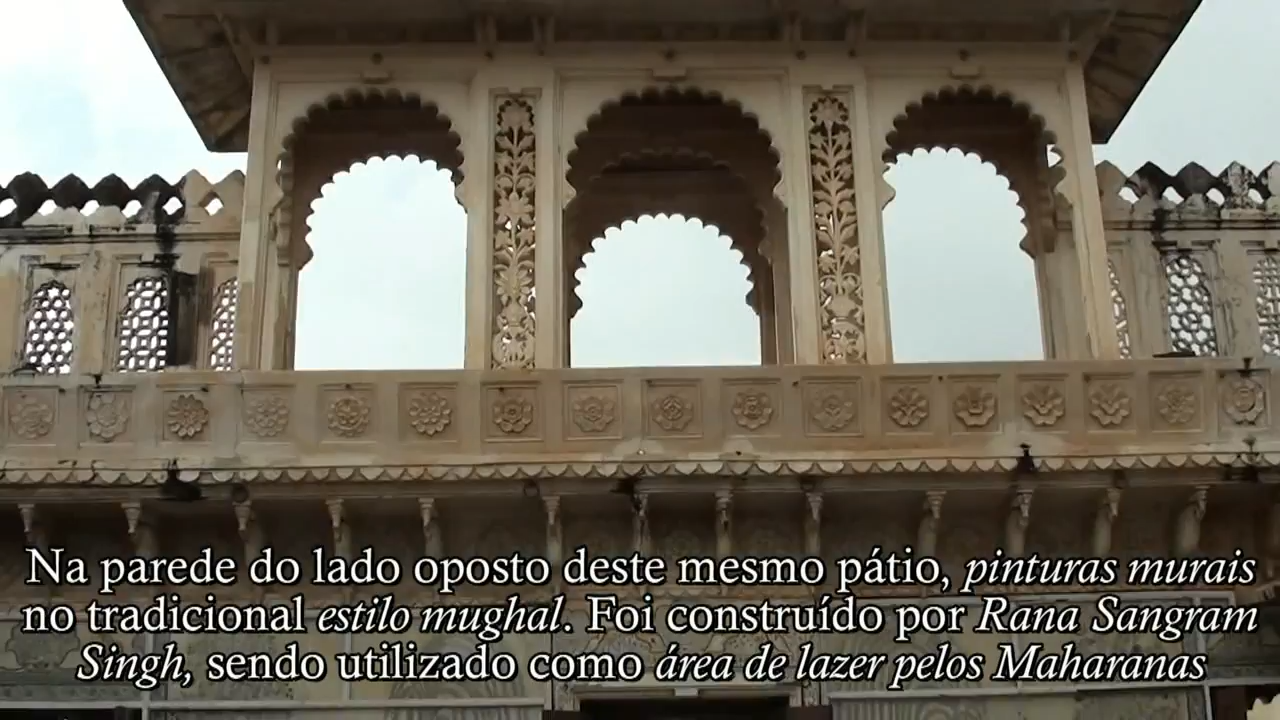 Na parede do lado oposto deste mesmo pátio, pinturas murais
no tradicional estilo mughal. Foi construído por Rana Sangram
Singh, sendo utilizado como área de lazer pelos Maharanas